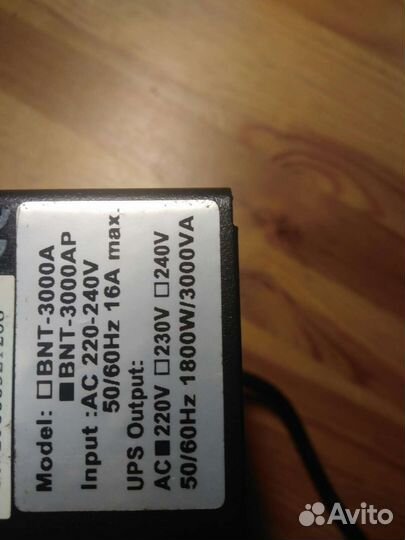 Model: □BNT-3000A
■BNT-3000AP
Input :AC 220-240V
50/60Hz 16A max.
UPS Output:
AC■220V □230V □240V
50/60Hz 1800W/3000VA
Avito